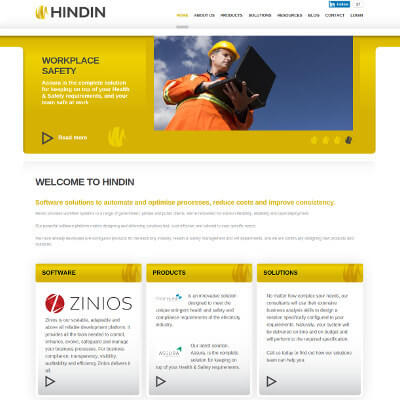 HINDIN
HOME ABOUT US PRODUCTS SOLUTIONS RESOURCES BLOG CONTACT LOGIN
WORKPLACE
SAFETY
Assura is the complete solution
for keeping on top of your Health
& Safety requirements, and your
team safe at work
Read more
WELCOME TO HINDIN
Software solutions to automate and optimise processes, reduce costs and improve consistency.
SOFTWARE
ZINIOS
Zinios is our scalable, adaptable and
above all reliable development platform. It
provides all the tools needed to control,
enhance, evolve, safeguard and manage
your business processes. For business
compliance, transparency, visibility,
auditability and efficiency Zinios delivers it
all.
PRODUCTS
is an innovative solution
designed to meet the
unique stringent health and safety
compliance requirements of the electricity
industry.
ASSURA
Our latest solution,
Assura, is the complete
solution for keeping on
top of your Health & Safety requirements.
SOLUTIONS
No matter how complex your needs, our
consultants will use their extensive
business analysis skills to design a
solution specifically configured to your
requirements. Naturally, your system will
be delivered on time and on budget and
will perform to the required specification.
Call us today to find out how our solutions
team can help you.